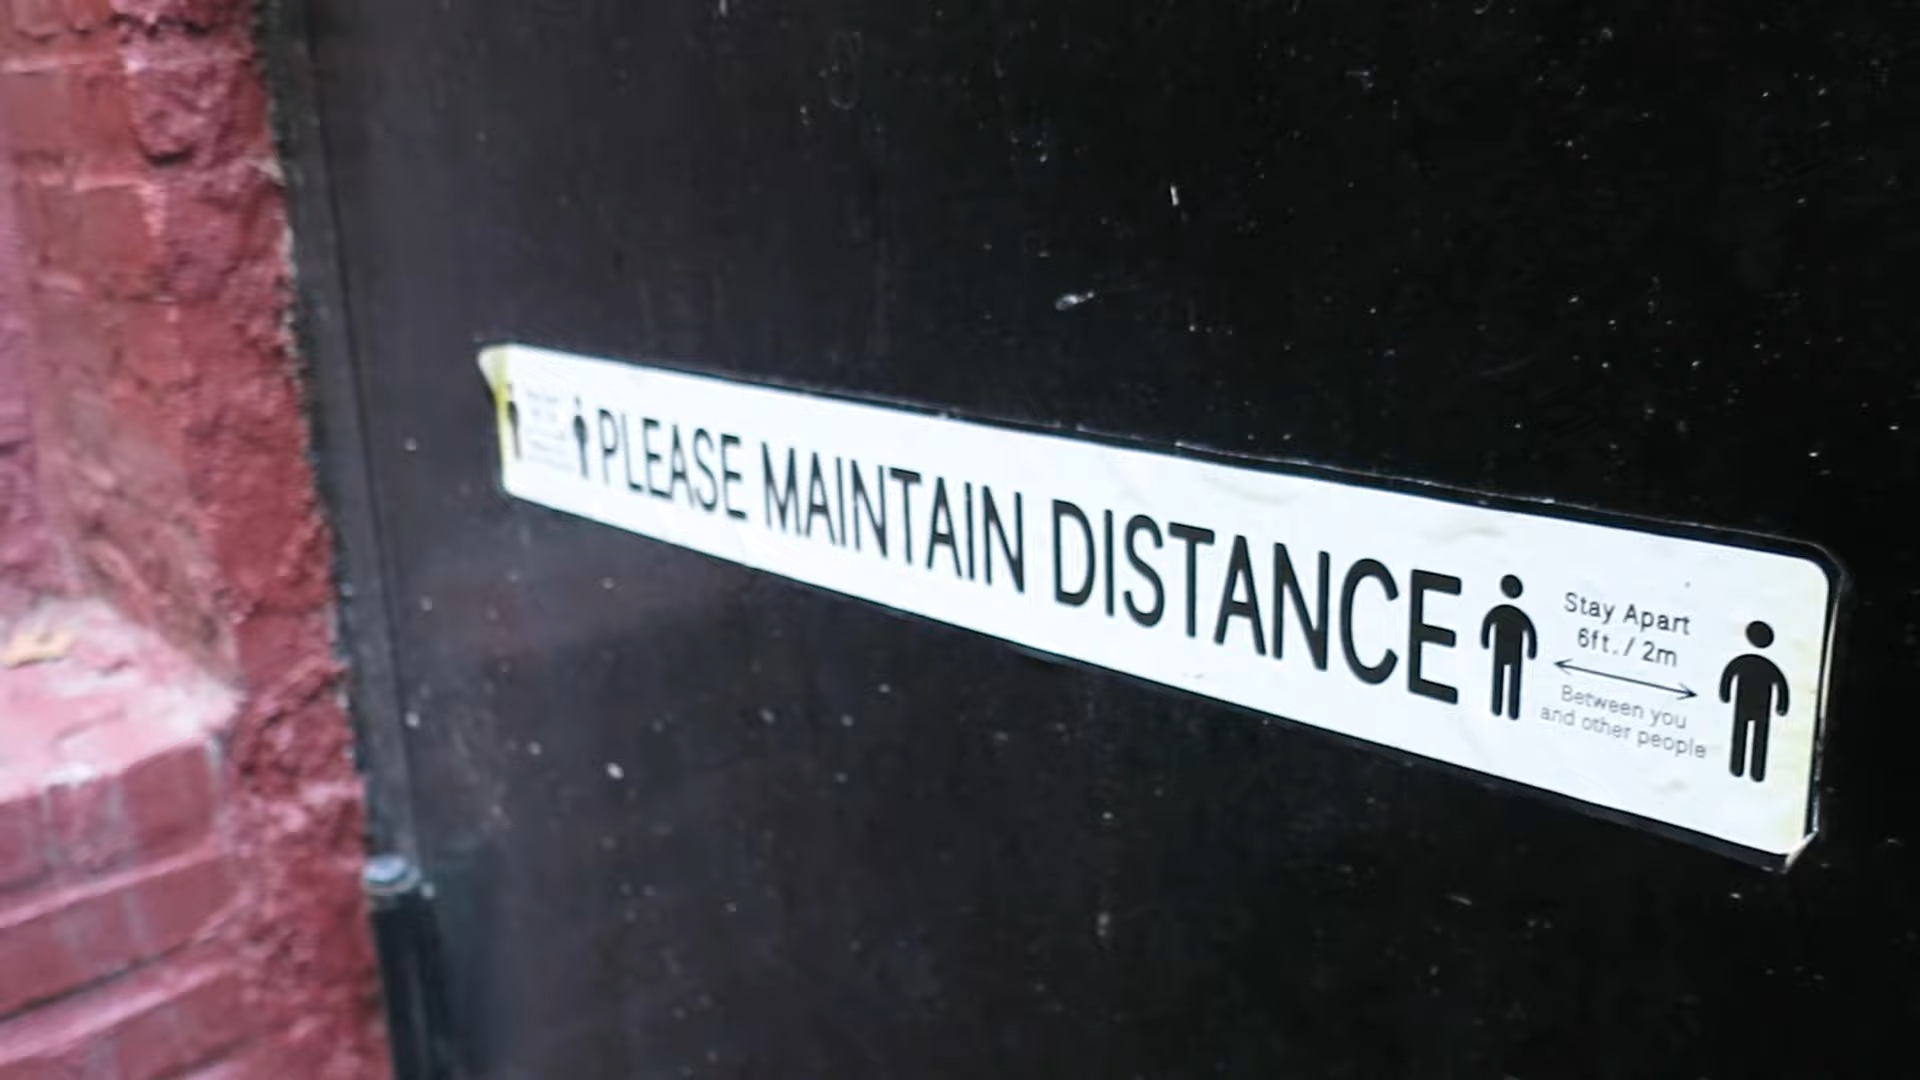 PLEASE MAINTAIN DISTANCE
Stay Apart
6ft. / 2m
Between you
and other people